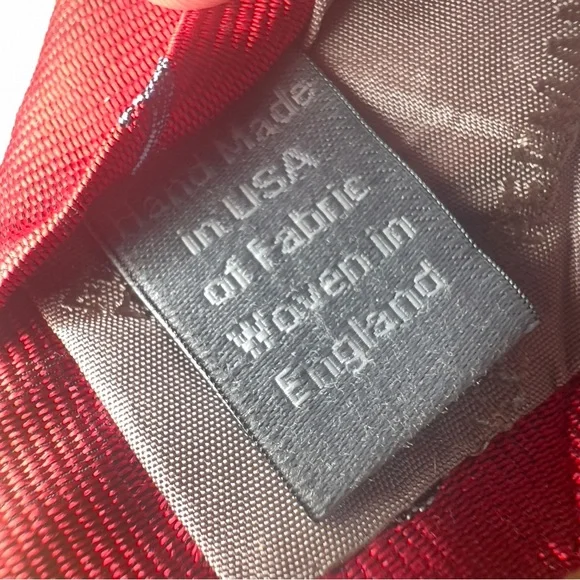 Hand Made
in USA
of Fabric
Woven in
England